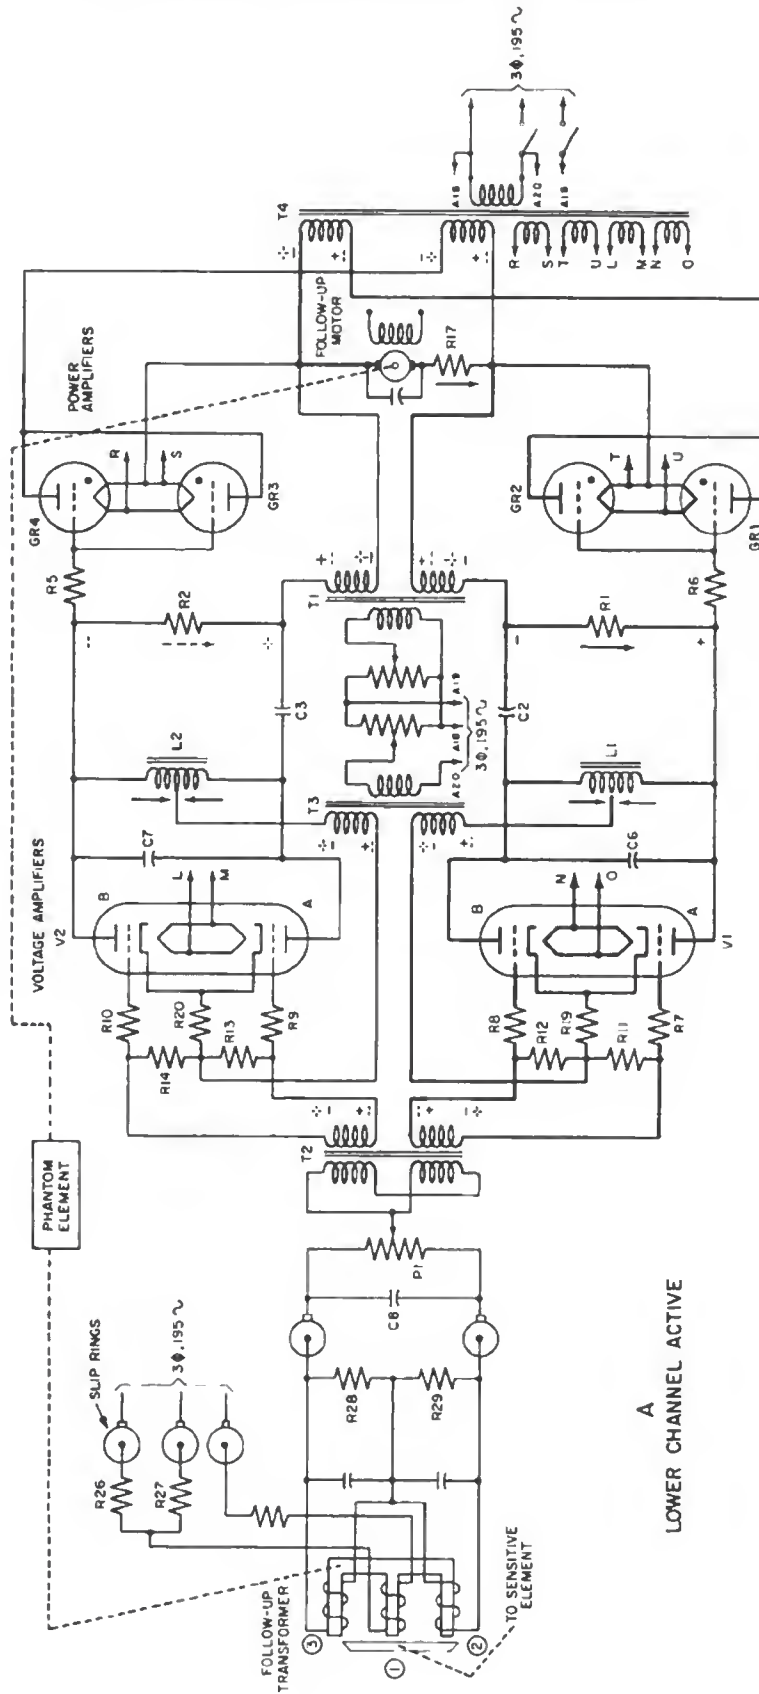 FOLLOW-UP
TRANSFORMER
③
①
②
TO SENSITIVE
ELEMENT
SLIP RINGS
R26
R27
3Φ, 195~
R28
R29
C8
P1
PHANTOM
ELEMENT
T2
VOLTAGE AMPLIFIERS
V2
B
A
L
M
R10
R20
R13
R14
R9
C7
L2
R8
R12
R19
R11
R7
B
A
N
O
V1
C6
L1
T3
T1
A20
A18
A19
3Φ, 195~
C3
C2
R2
R1
R5
R6
POWER
AMPLIFIERS
GR4
GR3
R
S
GR2
GR1
T
U
FOLLOW-UP
MOTOR
R17
T4
A18
A20
A18
3Φ, 195~
R
S
T
U
L
M
N
O
A
LOWER CHANNEL ACTIVE